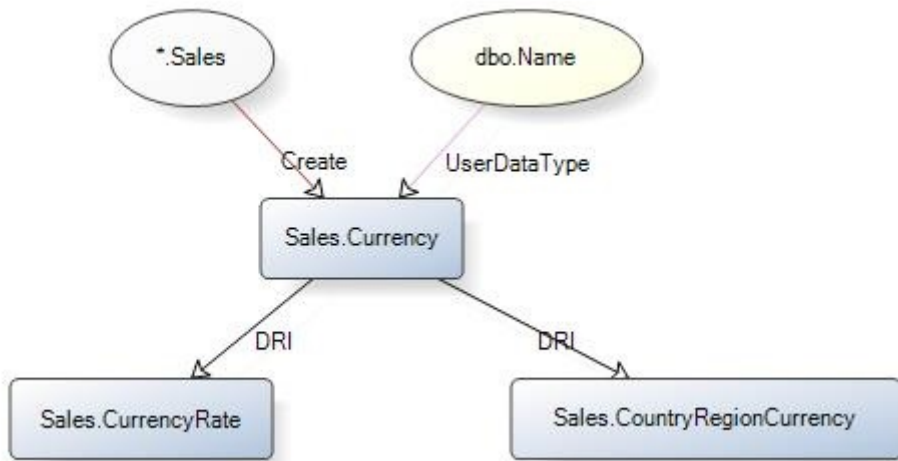 *.Sales
dbo.Name
Create
UserDataType
Sales.Currency
DRI
DRI
Sales.CurrencyRate
Sales.CountryRegionCurrency